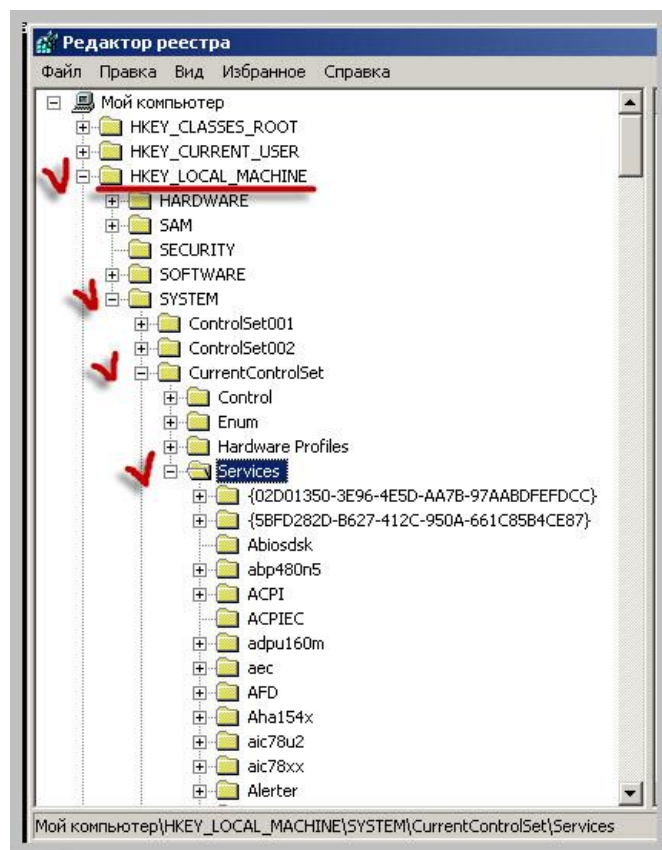 Редактор реестра
Файл Правка Вид Избранное Справка
Мой компьютер
HKEY_CLASSES_ROOT
HKEY_CURRENT_USER
HKEY_LOCAL_MACHINE
HARDWARE
SAM
SECURITY
SOFTWARE
SYSTEM
ControlSet001
ControlSet002
CurrentControlSet
Control
Enum
Hardware Profiles
Services
{02D01350-3E96-4E5D-AA7B-97AABDFEFDCC}
{5BFD282D-B627-412C-950A-661C85B4CE87}
Abiosdsk
abp480n5
ACPI
ACPIEC
adpu160m
aec
AFD
Aha154x
aic78u2
aic78xx
Alerter
Мой компьютер\HKEY_LOCAL_MACHINE\SYSTEM\CurrentControlSet\Services